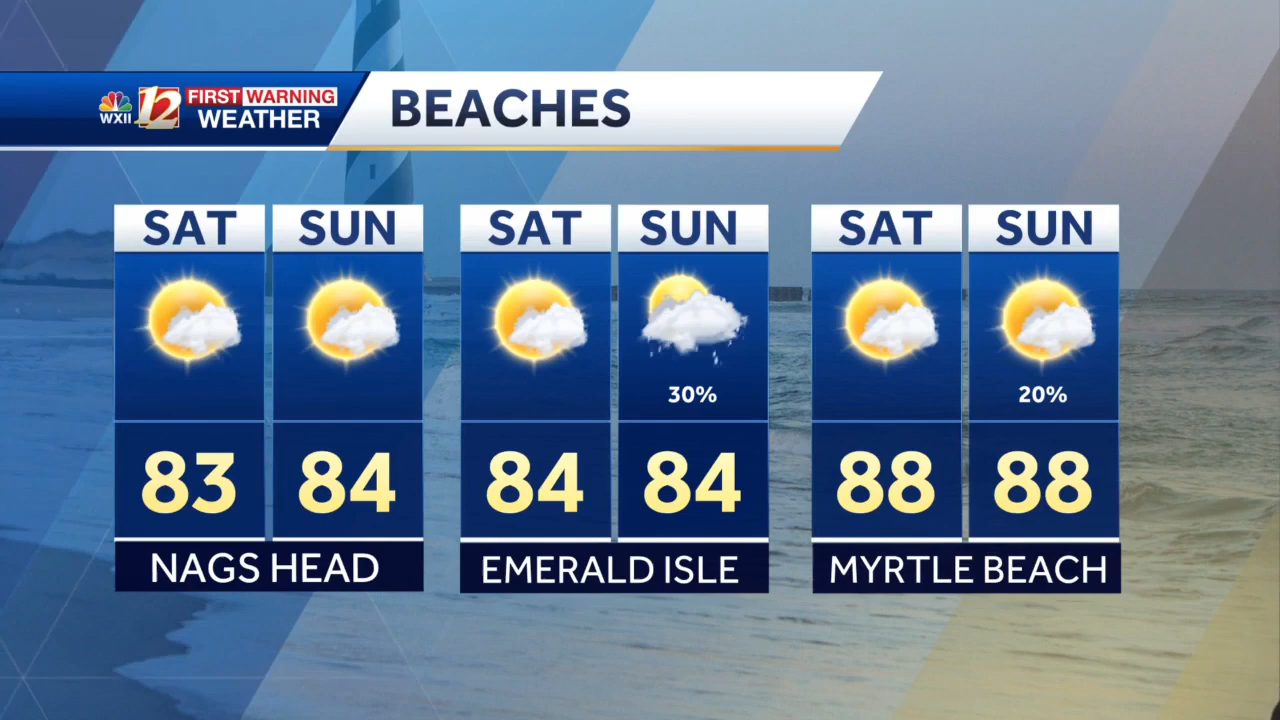 WXII 12 FIRST WARNING
WEATHER
BEACHES
SAT SUN
83 84
NAGS HEAD
SAT SUN
30%
84 84
EMERALD ISLE
SAT SUN
20%
88 88
MYRTLE BEACH